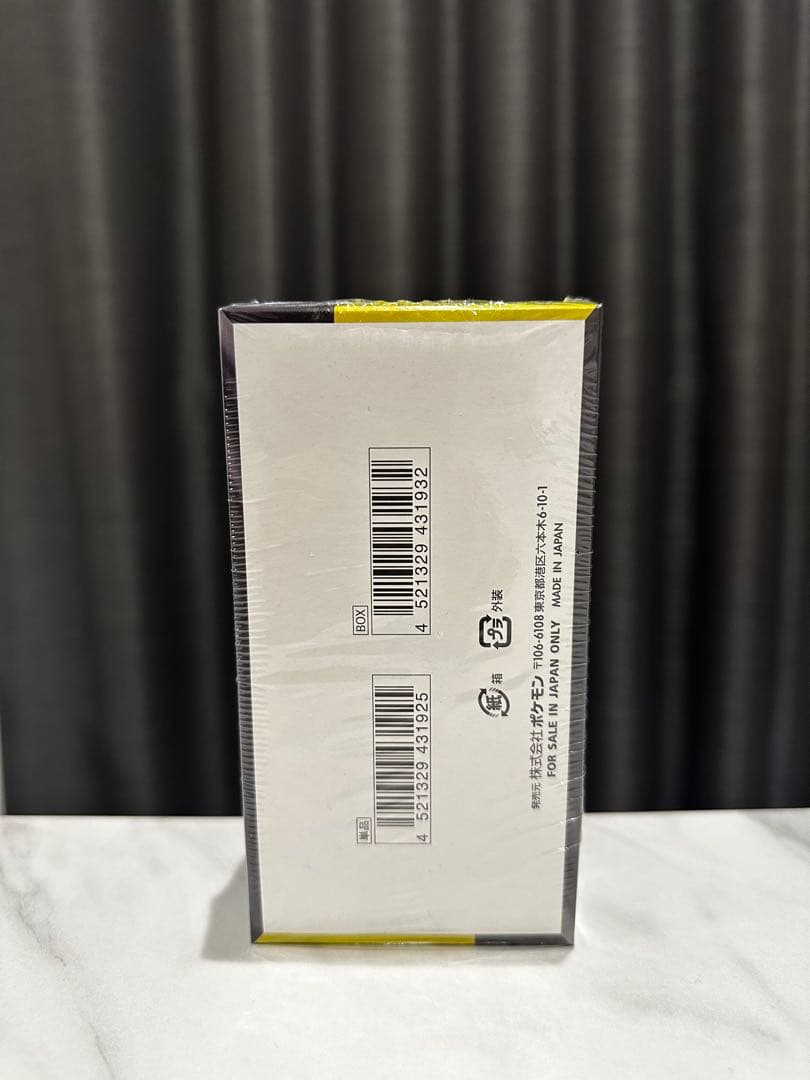 単品
4 521329 431925
BOX
4 521329 431932
紙 箱
プラ 外装
発売元 株式会社 ポケモン 〒106-6108 東京都港区六本木6-10-1
FOR SALE IN JAPAN ONLY MADE IN JAPAN